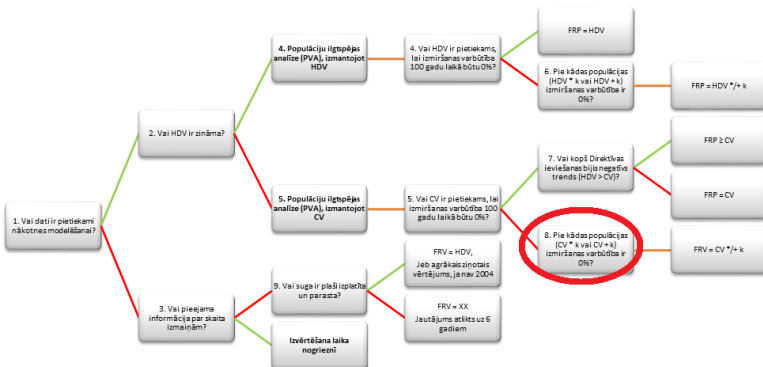 4. Populāciju ilgtspējas
analīze (PVA), izmantojot
HDV
4. Vai HDV ir pietiekams,
lai izmiršanas varbūtība
100 gadu laikā būtu 0%?
FRP = HDV
6. Pie kādas populācijas
(HDV * k vai HDV + k)
izmiršanas varbūtība ir
0%?
FRP = HDV */+ k
2. Vai HDV ir zināma?
7. Vai kopš Direktīvas
ieviešanas bijis negatīvs
trends (HDV > CV)?
FRP ≥ CV
FRP = CV
5. Populāciju ilgtspējas
analīze (PVA), izmantojot
CV
5. Vai CV ir pietiekams, lai
izmiršanas varbūtība 100
gadu laikā būtu 0%?
8. Pie kādas populācijas
(CV * k vai CV + k)
izmiršanas varbūtība ir
0%?
FRV = CV */+ k
1. Vai dati ir pietiekami
nākotnes modelēšanai?
3. Vai pieejama
informācija par skaita
izmaiņām?
9. Vai suga ir plaši izplatīta
un parasta?
FRV = HDV,
Jeb agrākais ziņotais
vērtējums, ja nav 2004
FRV = XX
Jautājums atlikts uz 6
gadiem
Izvērtēšana laika
nogrieznī